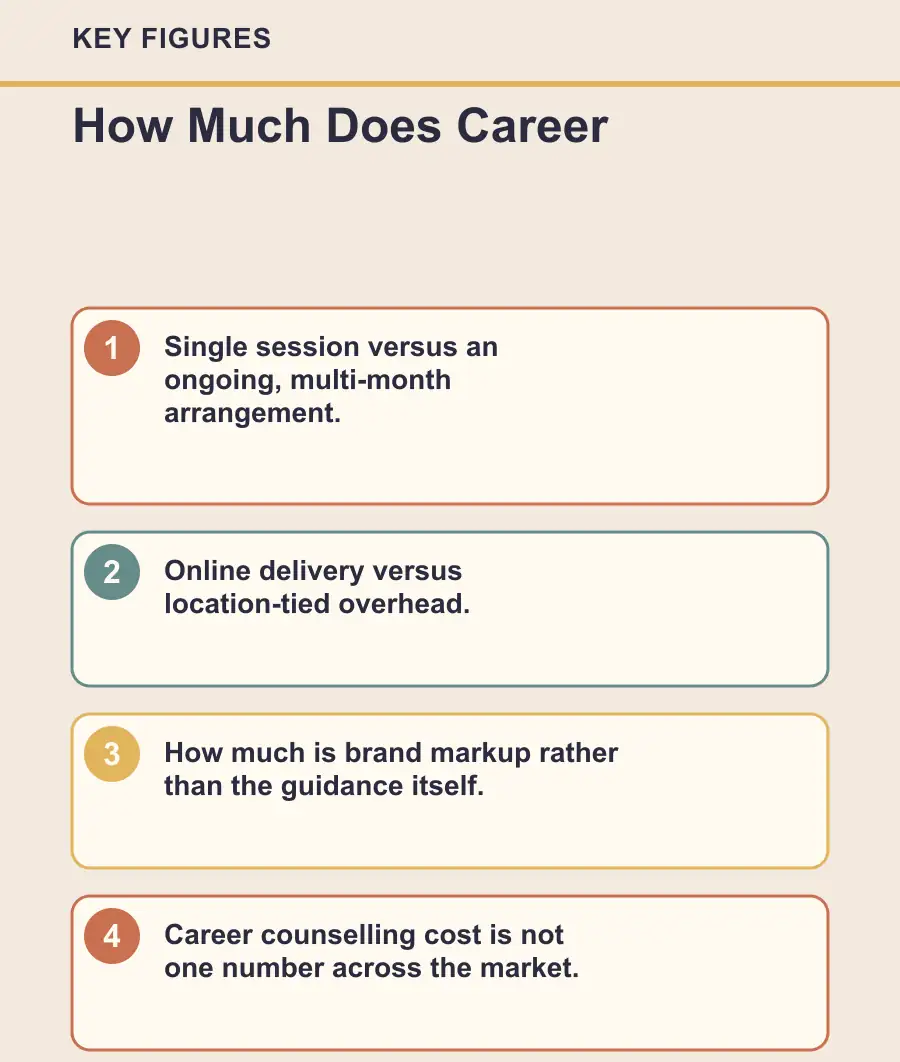 KEY FIGURES
How Much Does Career
1
Single session versus an
ongoing, multi-month
arrangement.
2
Online delivery versus
location-tied overhead.
3
How much is brand markup rather
than the guidance itself.
4
Career counselling cost is not
one number across the market.